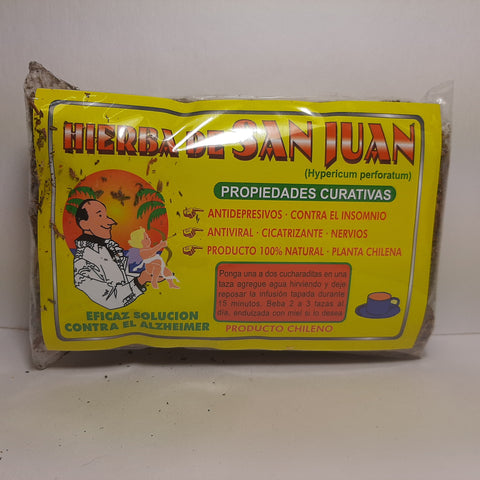 HIERBA DE SAN JUAN
(Hypericum perforatum)
PROPIEDADES CURATIVAS
ANTIDEPRESIVOS · CONTRA EL INSOMNIO
ANTIVIRAL · CICATRIZANTE · NERVIOS
PRODUCTO 100% NATURAL · PLANTA CHILENA
Ponga una a dos cucharaditas en una
taza agregue agua hirviendo y deje
reposar la infusión tapada durante
15 minutos. Beba 2 a 3 tazas al
día, endulzada con miel si lo desea
EFICAZ SOLUCION
CONTRA EL ALZHEIMER
PRODUCTO CHILENO